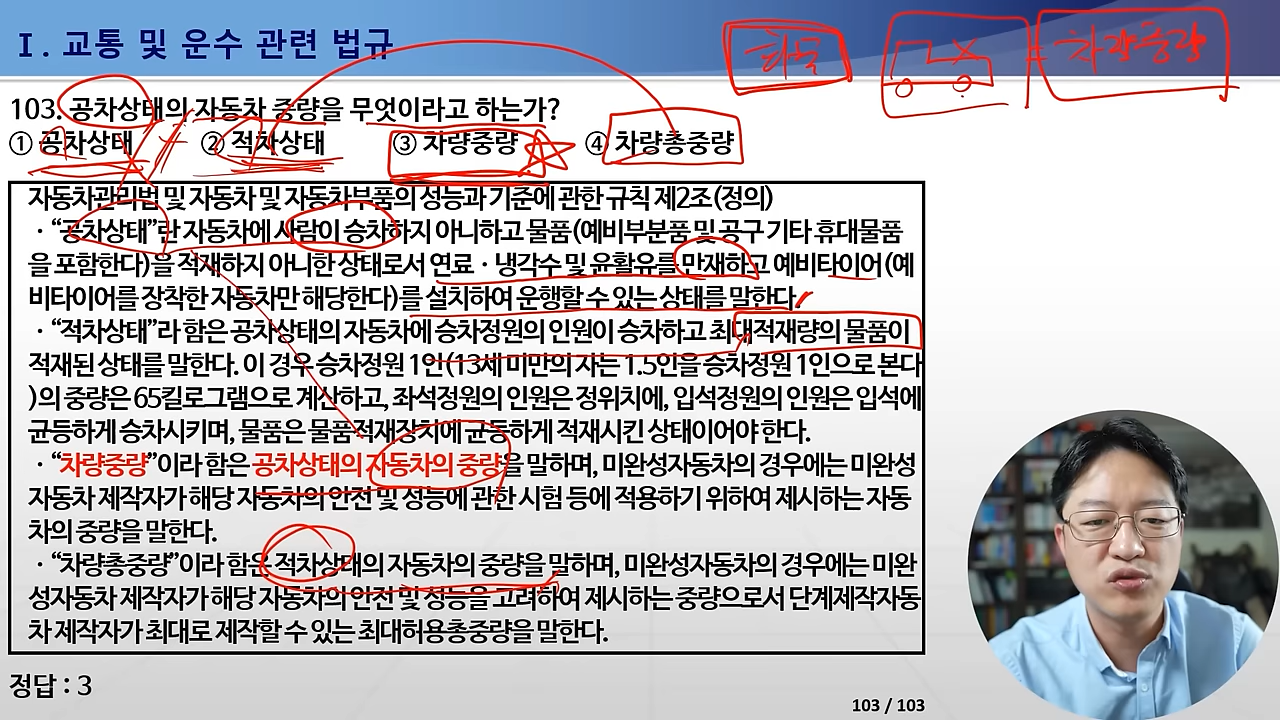 Ⅰ. 교통 및 운수 관련 법규
화물
차량중량
103. 공차상태의 자동차 중량을 무엇이라고 하는가?
① 공차상태 ② 적차상태 ③ 차량중량 ④ 차량총중량
자동차관리법 및 자동차 및 자동차부품의 성능과 기준에 관한 규칙 제2조(정의)
· “공차상태”란 자동차에 사람이 승차하지 아니하고 물품(예비부분품 및 공구 기타 휴대물품
을 포함한다)을 적재하지 아니한 상태로서 연료 · 냉각수 및 윤활유를 만재하고 예비타이어(예
비타이어를 장착한 자동차만 해당한다)를 설치하여 운행할 수 있는 상태를 말한다.
· “적차상태”라 함은 공차상태의 자동차에 승차정원의 인원이 승차하고 최대적재량의 물품이
적재된 상태를 말한다. 이 경우 승차정원 1인(13세 미만의 자는 1.5인을 승차정원 1인으로 본다
)의 중량은 65킬로그램으로 계산하고, 좌석정원의 인원은 정위치에, 입석정원의 인원은 입석에
균등하게 승차시키며, 물품은 물품적재장치에 균등하게 적재시킨 상태이어야 한다.
· “차량중량”이라 함은 공차상태의 자동차의 중량을 말하며, 미완성자동차의 경우에는 미완성
자동차 제작자가 해당 자동차의 안전 및 성능에 관한 시험 등에 적용하기 위하여 제시하는 자동
차의 중량을 말한다.
· “차량총중량”이라 함은 적차상태의 자동차의 중량을 말하며, 미완성자동차의 경우에는 미완
성자동차 제작자가 해당 자동차의 안전 및 성능을 고려하여 제시하는 중량으로서 단계제작자동
차 제작자가 최대로 제작할 수 있는 최대허용총중량을 말한다.
정답 : 3
103 / 103